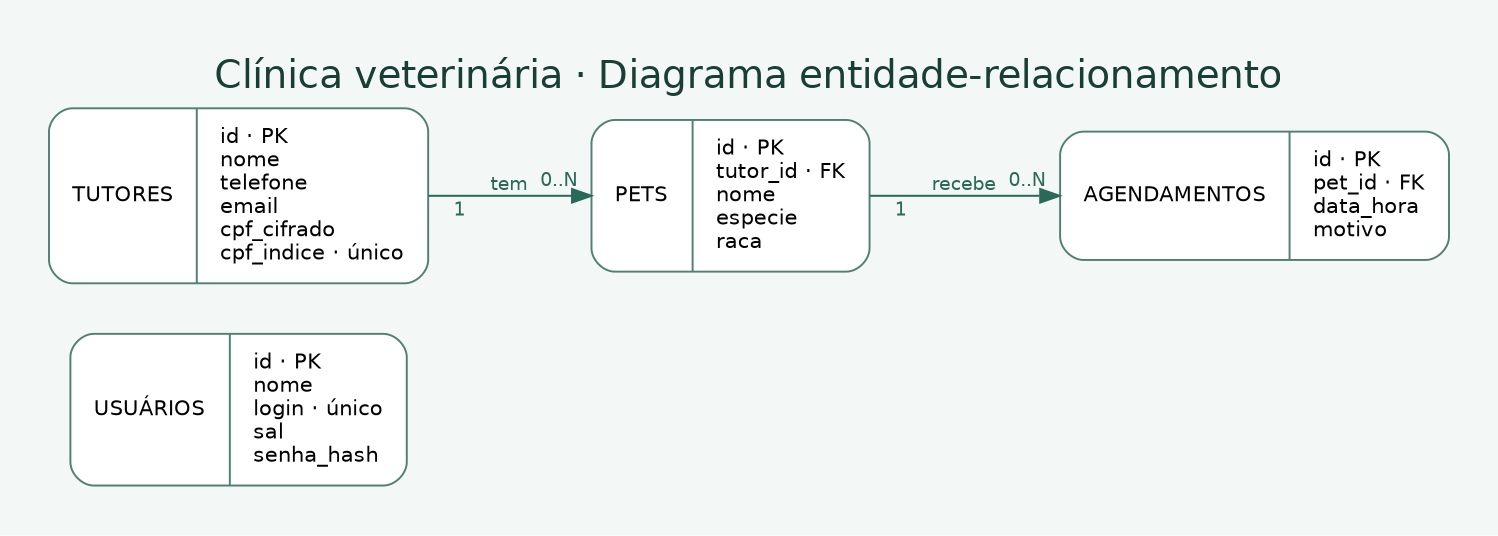 Clínica veterinária · Diagrama entidade-relacionamento
TUTORES
id · PK
nome
telefone
email
cpf_cifrado
cpf_indice · único
tem
0..N
1
PETS
id · PK
tutor_id · FK
nome
especie
raca
recebe
0..N
1
AGENDAMENTOS
id · PK
pet_id · FK
data_hora
motivo
USUÁRIOS
id · PK
nome
login · único
sal
senha_hash